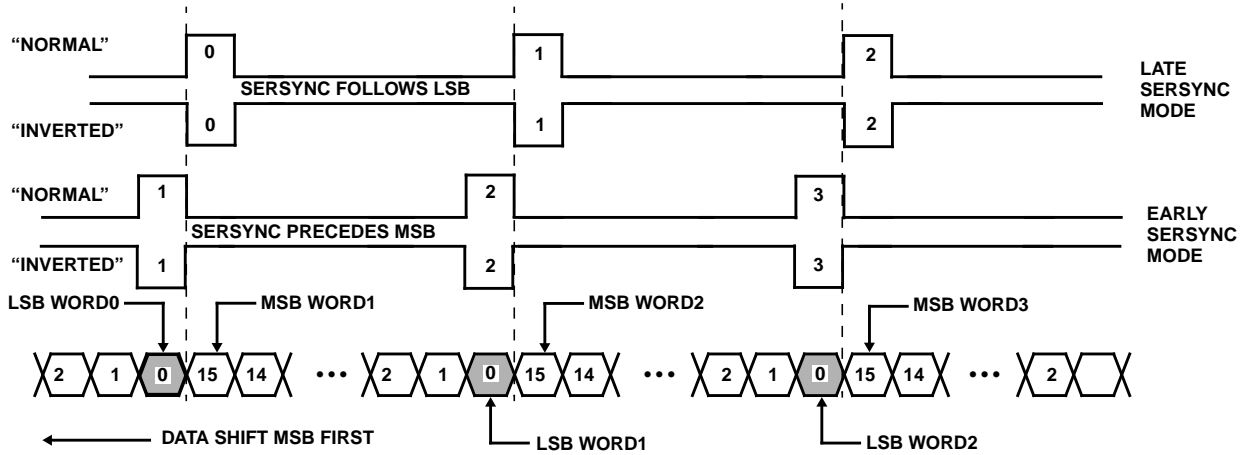 “NORMAL” 0 1 2
SERSYNC FOLLOWS LSB
LATE
SERSYNC
MODE
“INVERTED” 0 1 2
“NORMAL” 1 2 3
SERSYNC PRECEDES MSB
EARLY
SERSYNC
MODE
“INVERTED” 1 2 3
LSB WORD0 MSB WORD1 MSB WORD2 MSB WORD3
2 1 0 15 14 ••• 2 1 0 15 14 ••• 2 1 0 15 14 ••• 2
DATA SHIFT MSB FIRST LSB WORD1 LSB WORD2